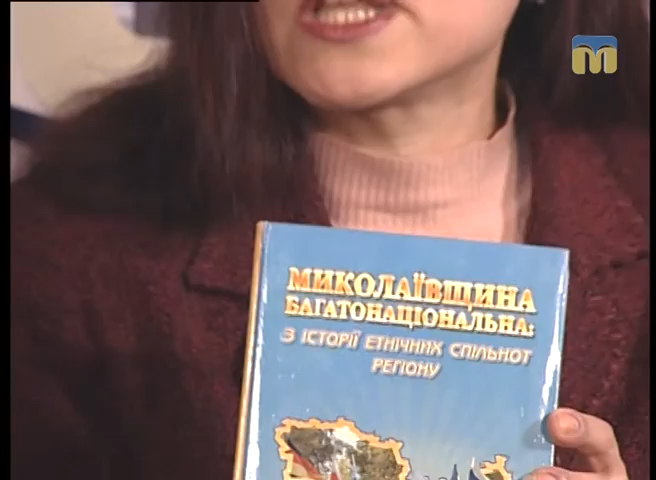 М
МИКОЛАЇВЩИНА
БАГАТОНАЦІОНАЛЬНА:
З ІСТОРІЇ ЕТНІЧНИХ СПІЛЬНОТ
РЕГІОНУ